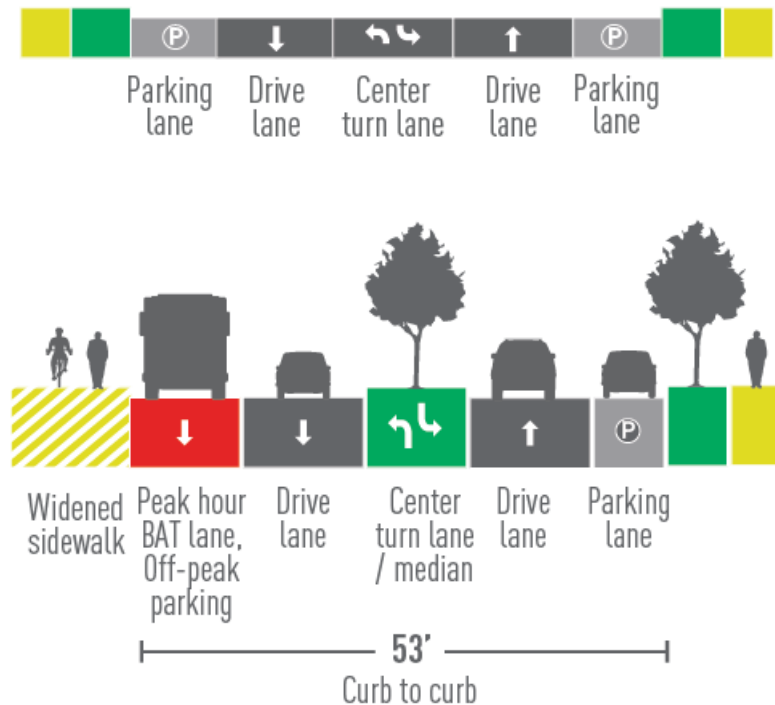 P
P
Parking
lane
Drive
lane
Center
turn lane
Drive
lane
Parking
lane
P
Widened
sidewalk
Peak hour
BAT lane,
Off-peak
parking
Drive
lane
Center
turn lane
/ median
Drive
lane
Parking
lane
53'
Curb to curb